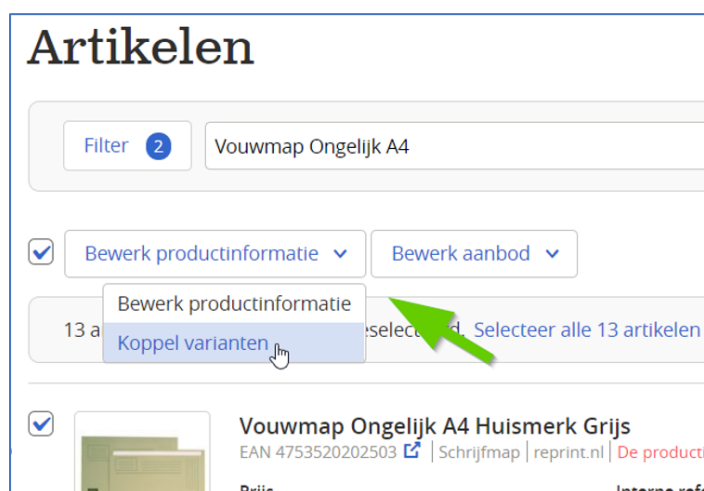 Artikelen
Filter 2 Vouwmap Ongelijk A4
Bewerk productinformatie Bewerk aanbod
Bewerk productinformatie
13 a Selecteer alle 13 artikelen
Koppel varianten
Vouwmap Ongelijk A4 Huismerk Grijs
EAN 4753520202503 | Schrijfmap | reprint.nl | De producti
Prijs